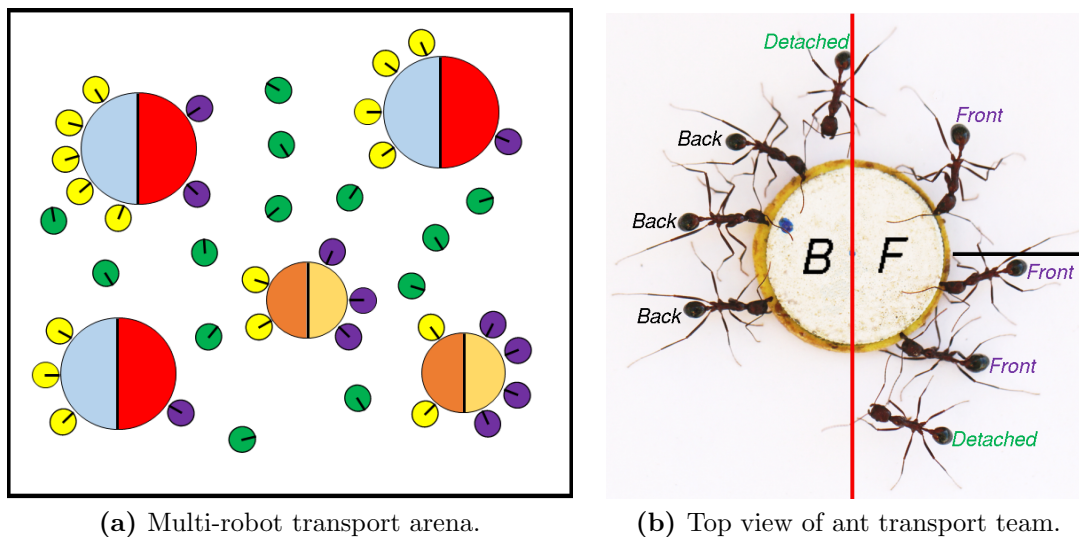 Detached
Front
Back
Back
B F
Front
Back
Front
Detached
(a) Multi-robot transport arena.
(b) Top view of ant transport team.